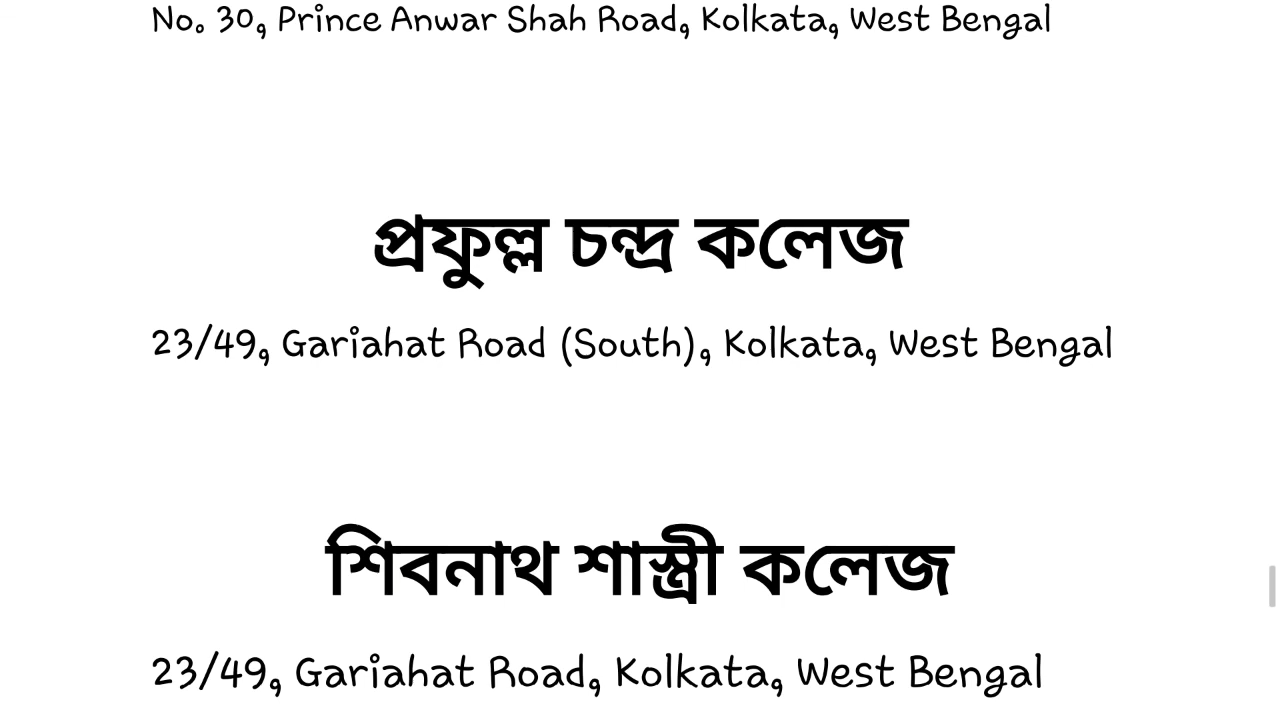 No. 30, Prince Anwar Shah Road, Kolkata, West Bengal
প্রফুল্ল চন্দ্র কলেজ
23/49, Gariahat Road (South), Kolkata, West Bengal
শিবনাথ শাস্ত্রী কলেজ
23/49, Gariahat Road, Kolkata, West Bengal